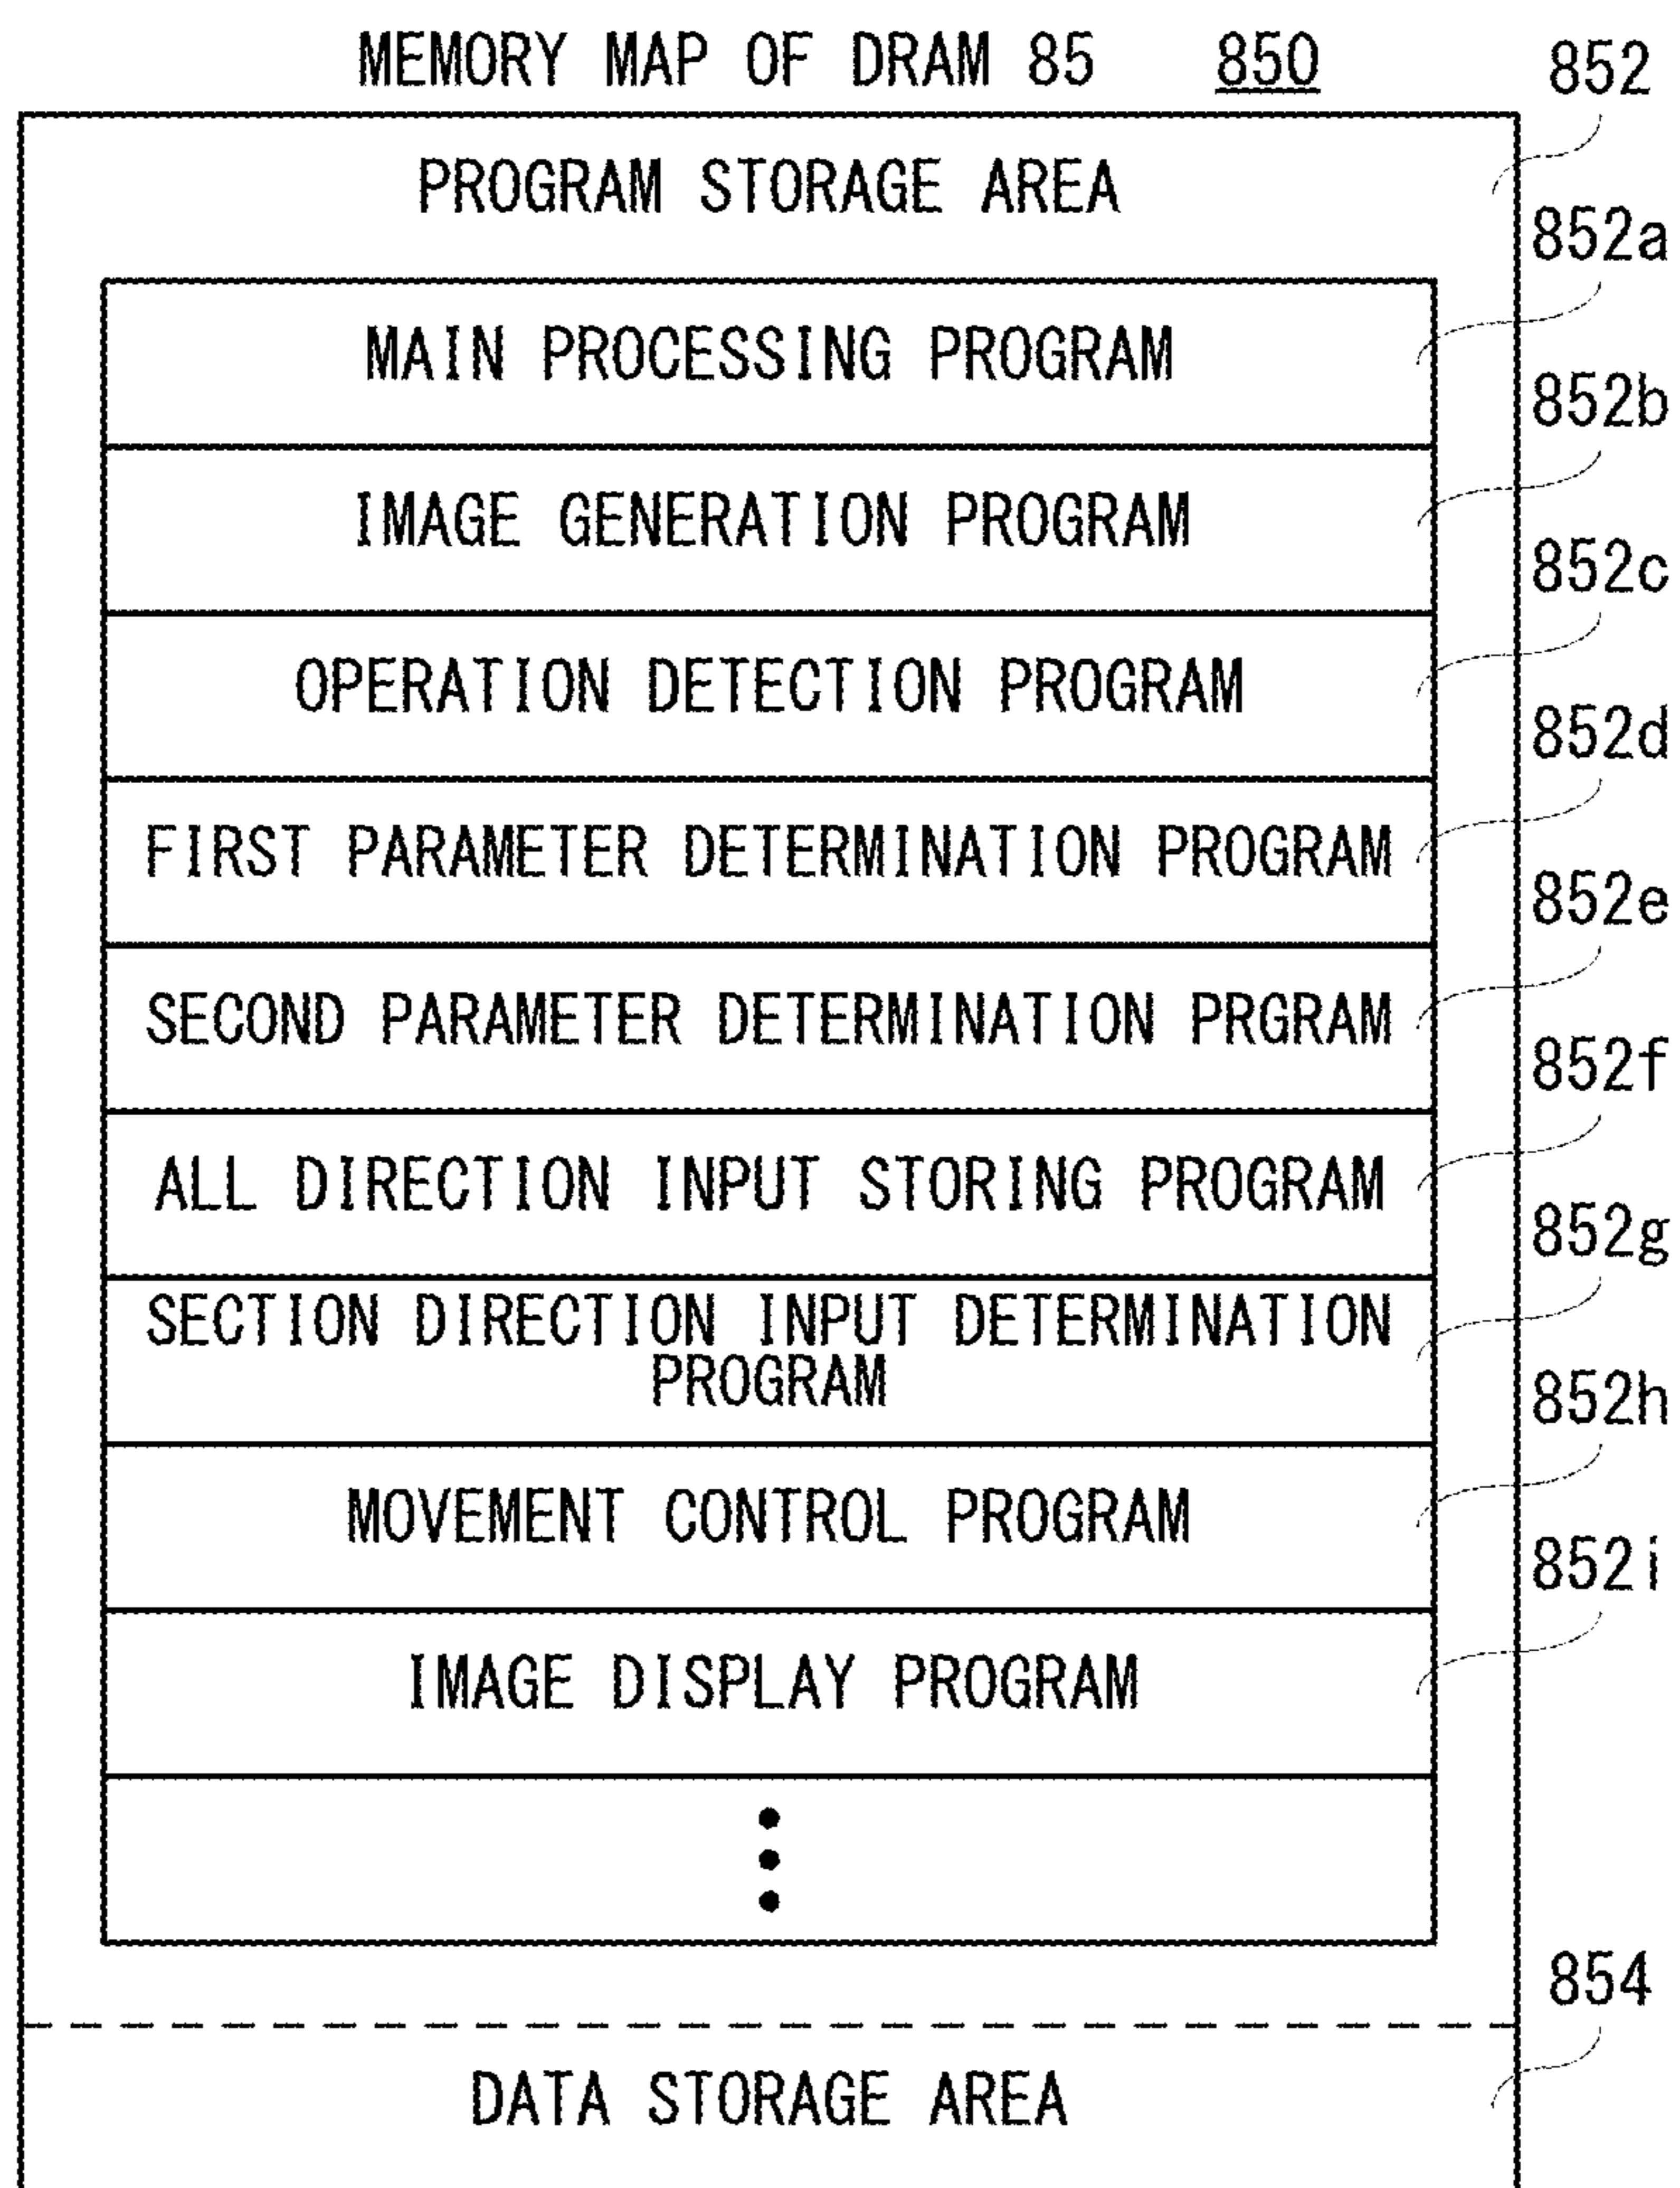 MEMORY MAP OF DRAM 85 850 852
PROGRAM STORAGE AREA
852a
MAIN PROCESSING PROGRAM
852b
IMAGE GENERATION PROGRAM
852c
OPERATION DETECTION PROGRAM
852d
FIRST PARAMETER DETERMINATION PROGRAM
852e
SECOND PARAMETER DETERMINATION PRGRAM
852f
ALL DIRECTION INPUT STORING PROGRAM
852g
SECTION DIRECTION INPUT DETERMINATION
PROGRAM
852h
MOVEMENT CONTROL PROGRAM
852i
IMAGE DISPLAY PROGRAM
854
DATA STORAGE AREA